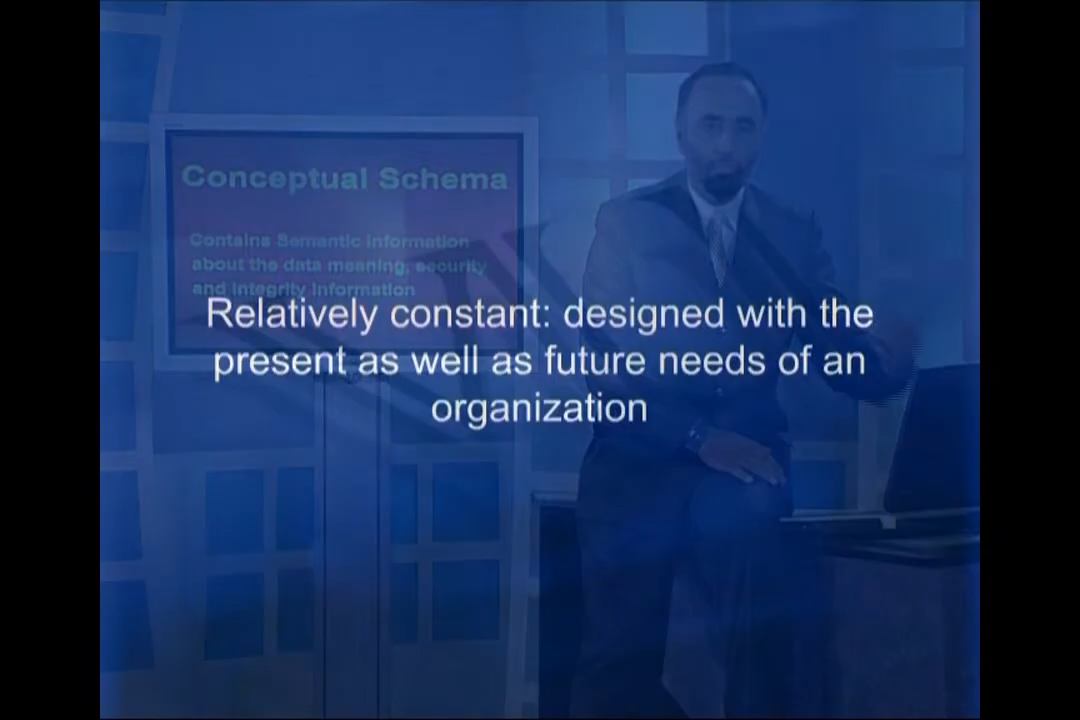 Conceptual Schema
Contains Semantic Information
about the data meaning, security
and integrity information
Relatively constant: designed with the
present as well as future needs of an
organization